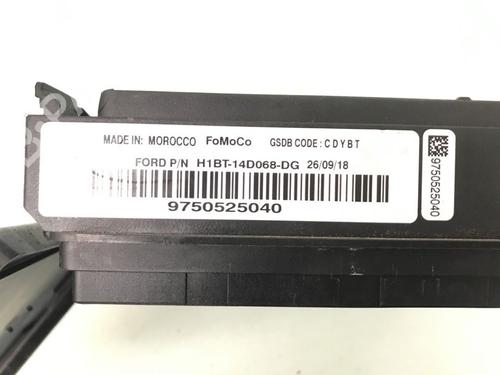 MADE IN: MOROCCO FoMoCo GSDB CODE: C D Y B T
FORD P/N H1BT-14D068-DG 26/09/18
9750525040
9750525040